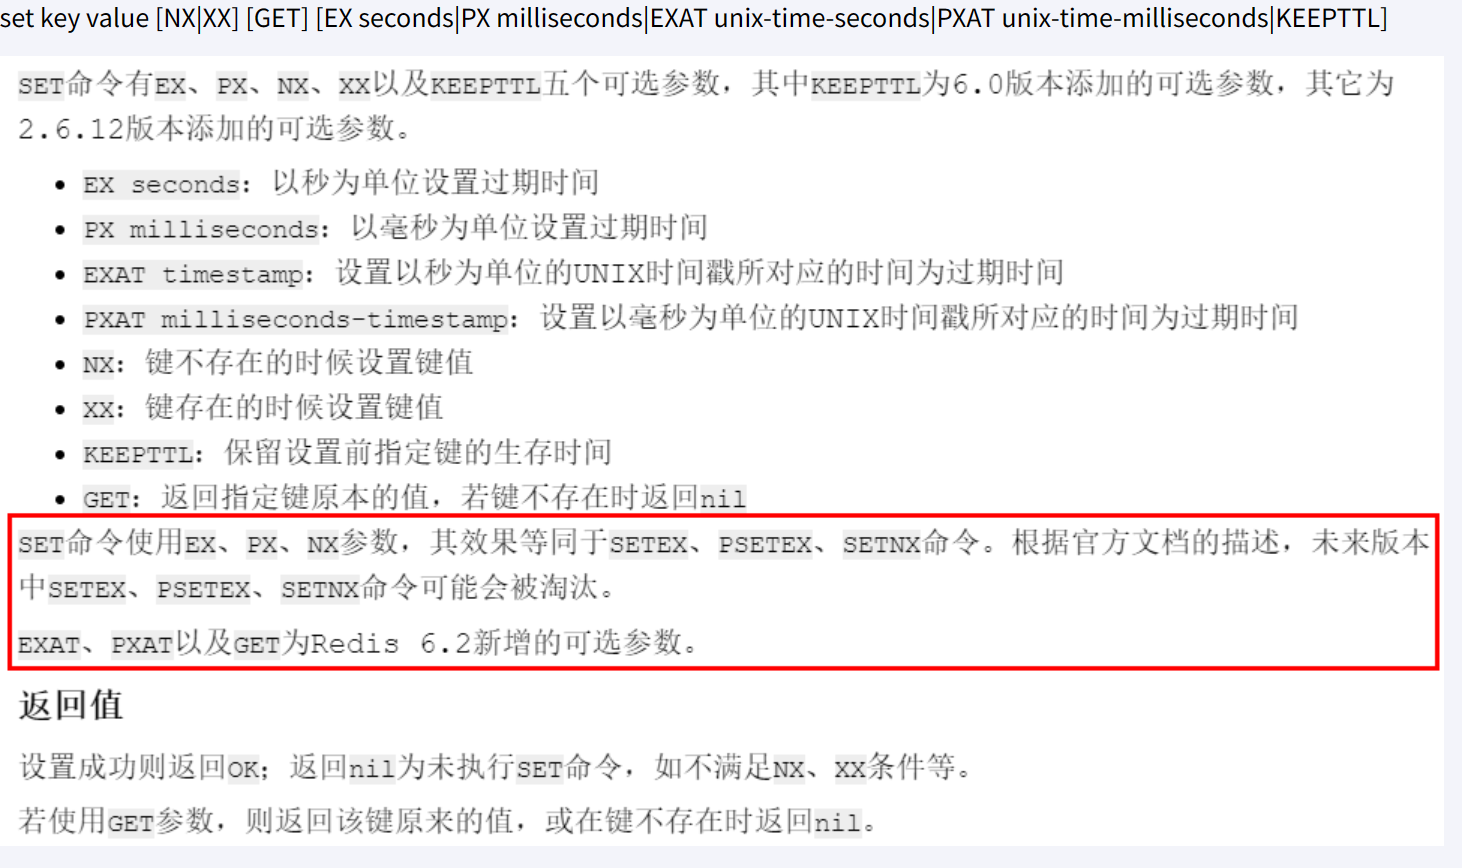 set key value [NX|XX] [GET] [EX seconds|PX milliseconds|EXAT unix-time-seconds|PXAT unix-time-milliseconds|KEEPTTL]
SET命令有EX、PX、NX、XX以及KEEPTTL五个可选参数，其中KEEPTTL为6.0版本添加的可选参数，其它为
2.6.12版本添加的可选参数。
• EX seconds：以秒为单位设置过期时间
• PX milliseconds：以毫秒为单位设置过期时间
• EXAT timestamp：设置以秒为单位的UNIX时间戳所对应的时间为过期时间
• PXAT milliseconds-timestamp：设置以毫秒为单位的UNIX时间戳所对应的时间为过期时间
• NX：键不存在的时候设置键值
• XX：键存在的时候设置键值
• KEEPTTL：保留设置前指定键的生存时间
• GET：返回指定键原本的值，若键不存在时返回nil
SET命令使用EX、PX、NX参数，其效果等同于SETEX、PSETEX、SETNX命令。根据官方文档的描述，未来版本
中SETEX、PSETEX、SETNX命令可能会被淘汰。
EXAT、PXAT以及GET为Redis 6.2新增的可选参数。
返回值
设置成功则返回OK；返回nil为未执行SET命令，如不满足NX、XX条件等。
若使用GET参数，则返回该键原来的值，或在键不存在时返回nil。